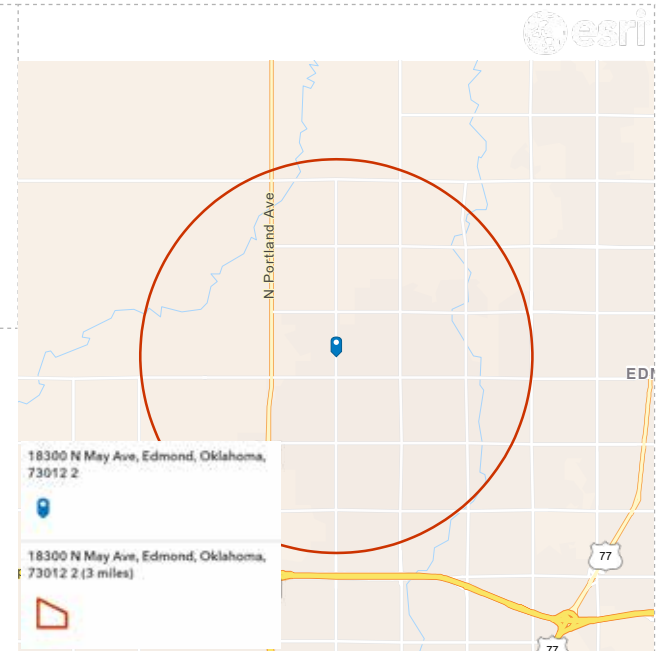 esri
N Portland Ave
EDM
18300 N May Ave, Edmond, Oklahoma,
73012 2
18300 N May Ave, Edmond, Oklahoma,
73012 2 (3 miles)
77
77